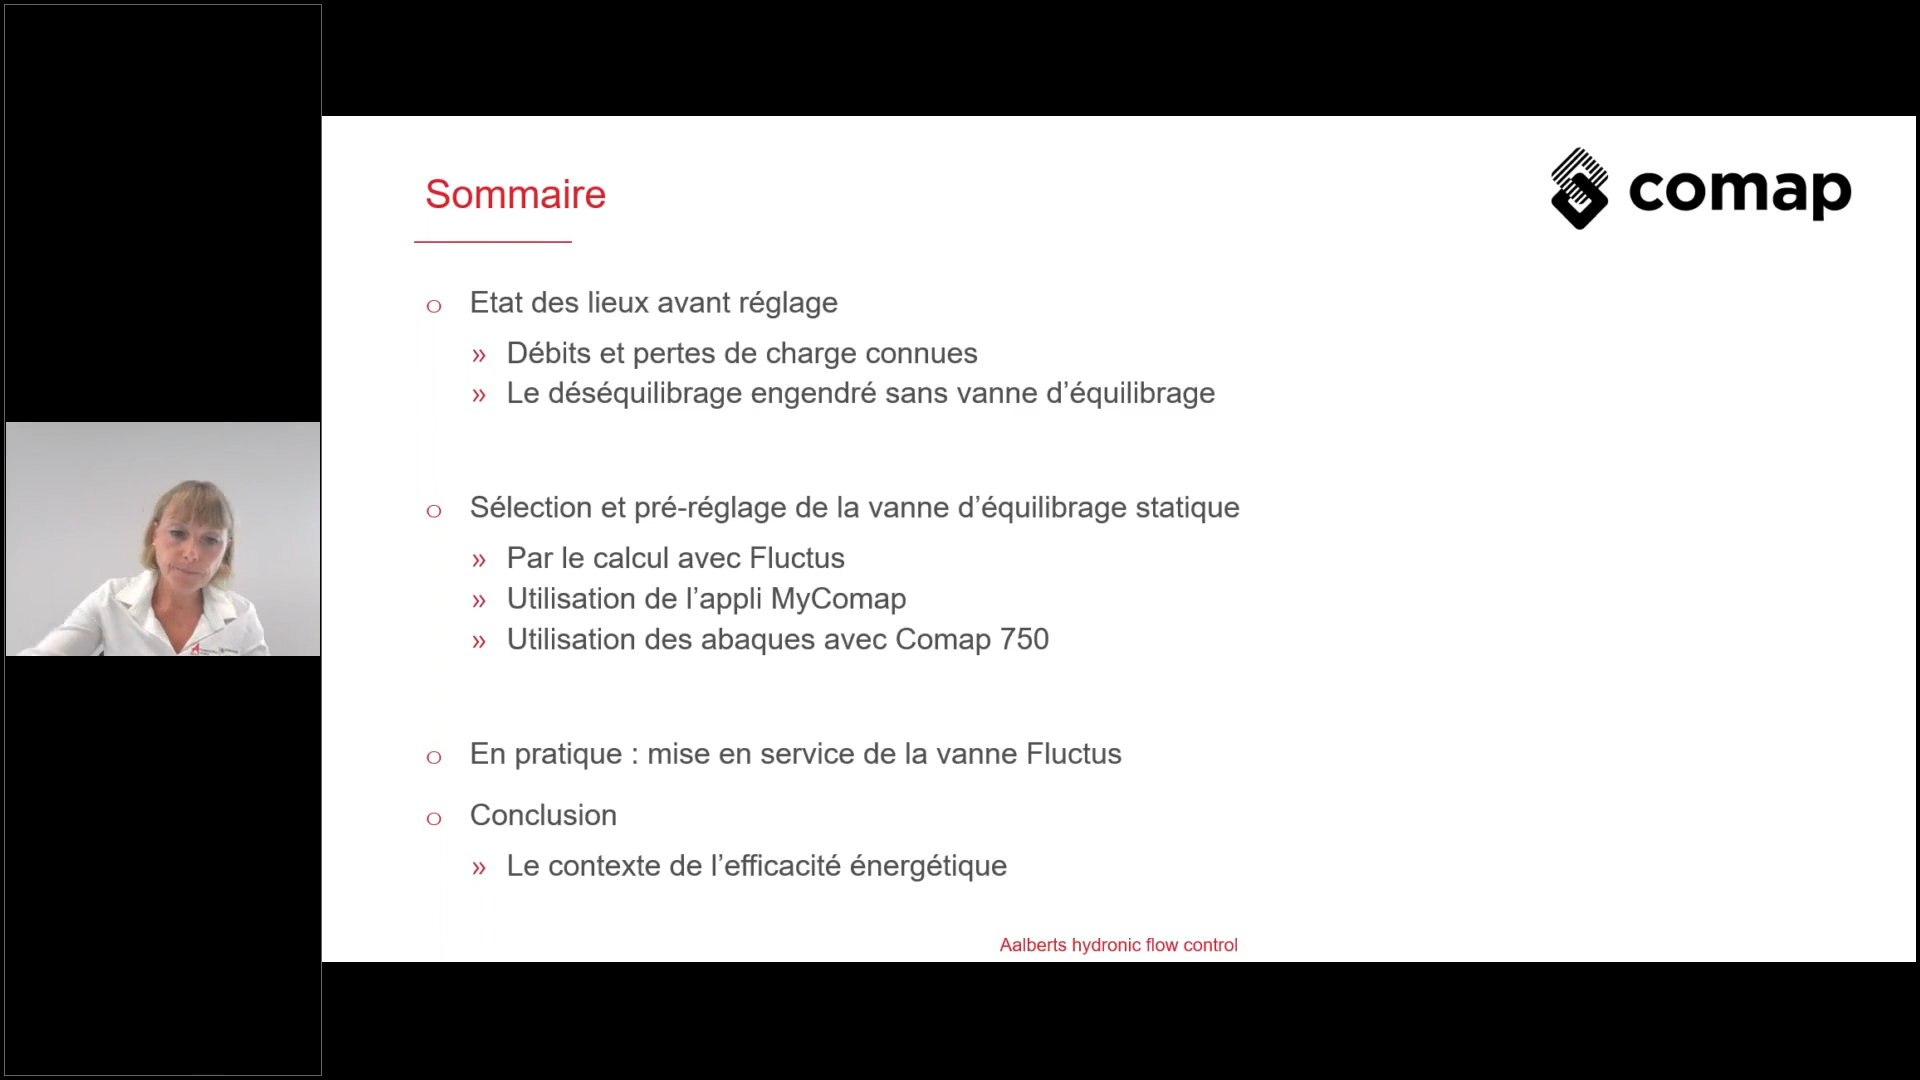 Sommaire
comap
o Etat des lieux avant réglage
» Débits et pertes de charge connues
» Le déséquilibrage engendré sans vanne d’équilibrage
o Sélection et pré-réglage de la vanne d’équilibrage statique
» Par le calcul avec Fluctus
» Utilisation de l’appli MyComap
» Utilisation des abaques avec Comap 750
o En pratique : mise en service de la vanne Fluctus
o Conclusion
» Le contexte de l’efficacité énergétique
Aalberts hydronic flow control